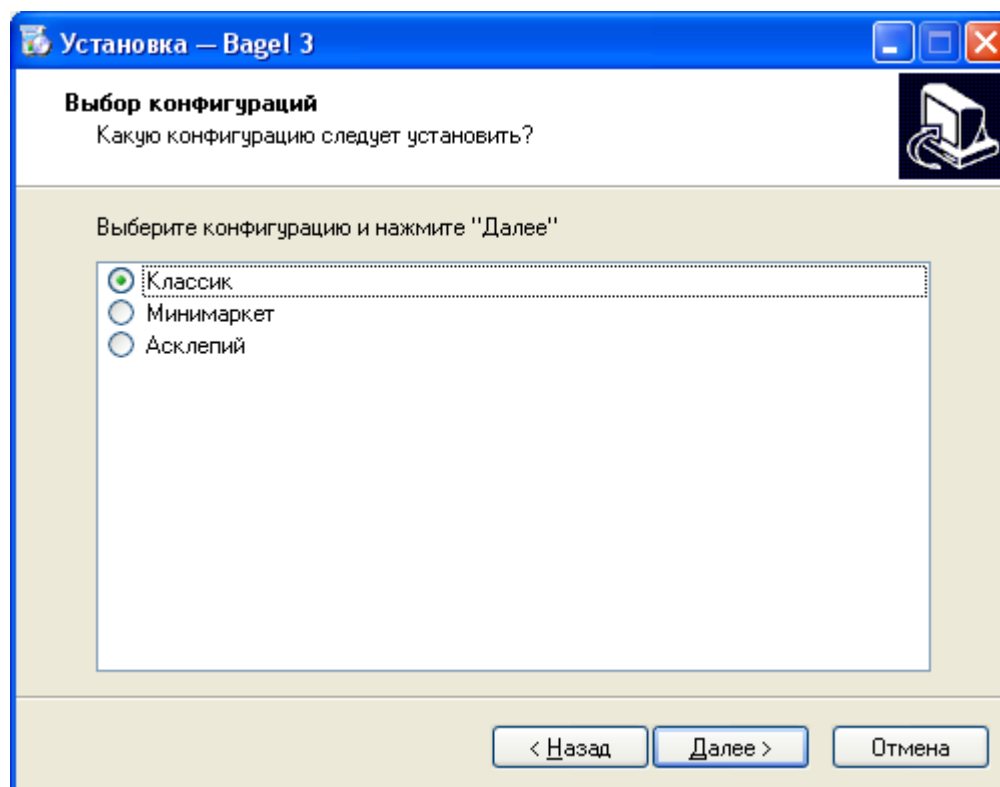 Установка — Bagel 3
Выбор конфигураций
Какую конфигурацию следует установить?
Выберите конфигурацию и нажмите "Далее"
Классик
Минимаркет
Асклепий
< Назад Далее > Отмена